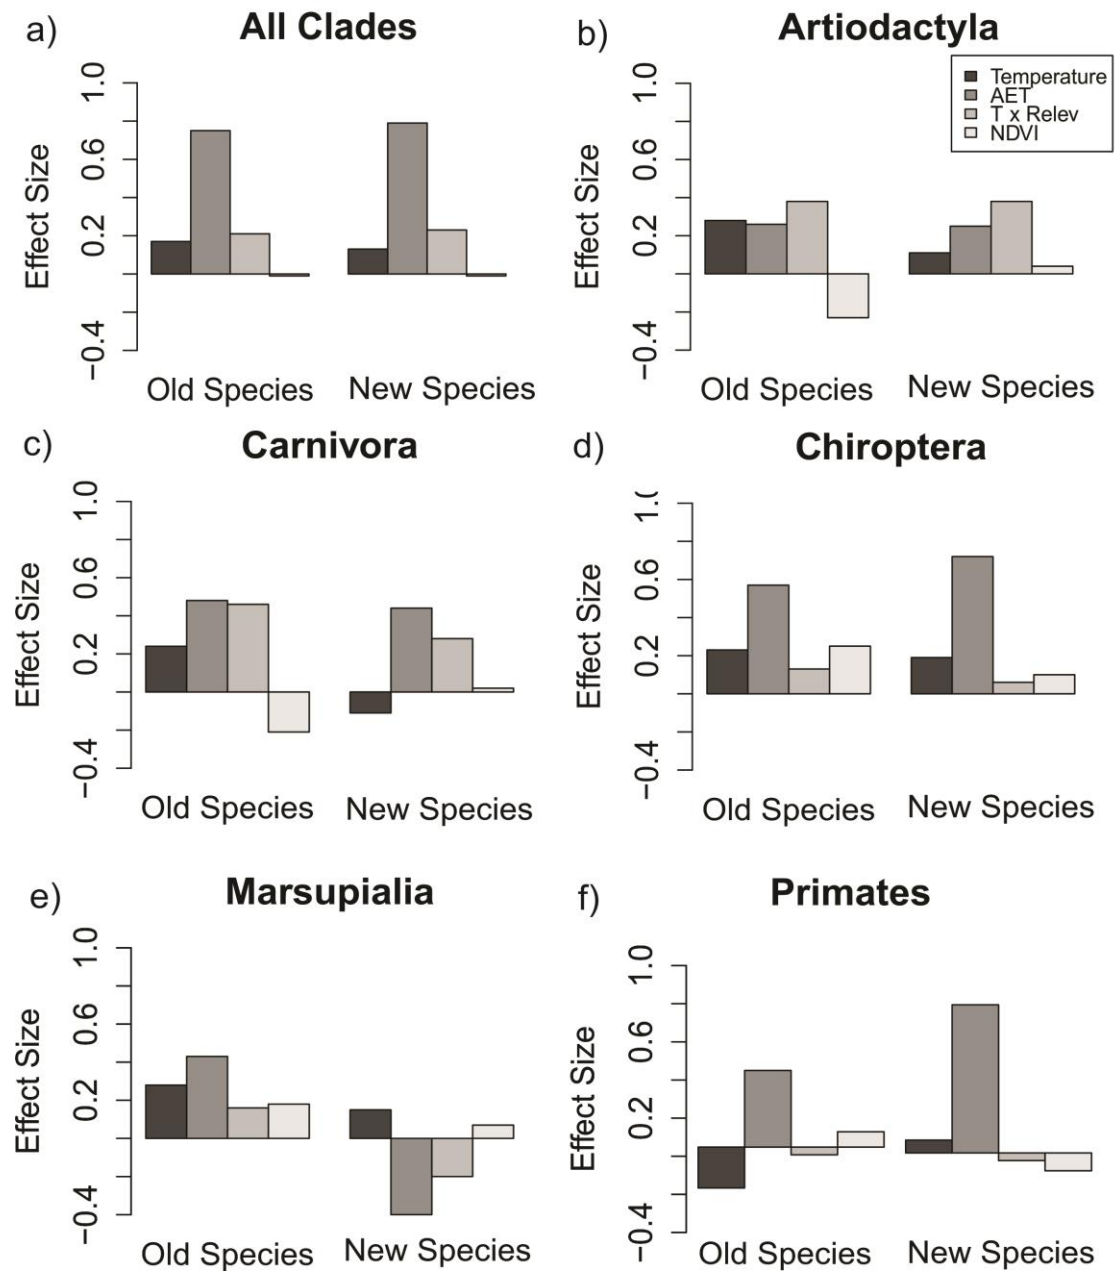 a) All Clades
1.0
0.6
0.2
−0.4
Effect Size
Old Species New Species
b) Artiodactyla
Temperature
AET
T x Relev
NDVI
1.0
0.6
0.2
−0.4
Effect Size
Old Species New Species
c) Carnivora
1.0
0.6
0.2
−0.4
Effect Size
Old Species New Species
d) Chiroptera
1.0
0.6
0.2
−0.4
Effect Size
Old Species New Species
e) Marsupialia
1.0
0.6
0.2
−0.4
Effect Size
Old Species New Species
f) Primates
1.0
0.6
0.2
−0.4
Effect Size
Old Species New Species